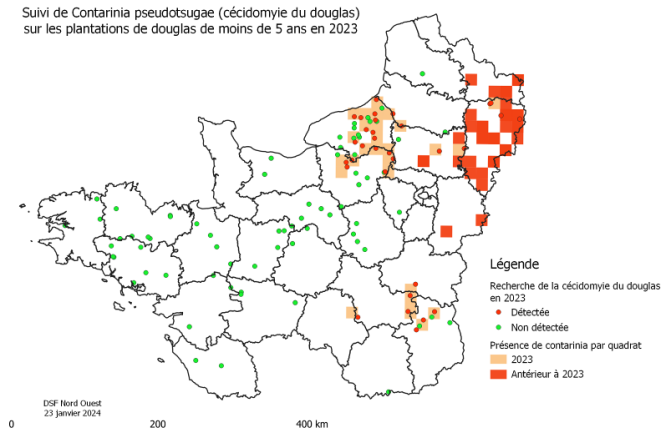 Suivi de Contarinia pseudotsugae (cécidomyie du douglas)
sur les plantations de douglas de moins de 5 ans en 2023
Légende
Recherche de la cécidomyie du douglas
en 2023
Détectée
Non détectée
Présence de contarinia par quadrat
2023
Antérieur à 2023
DSF Nord Ouest
23 janvier 2024
0 200 400 km